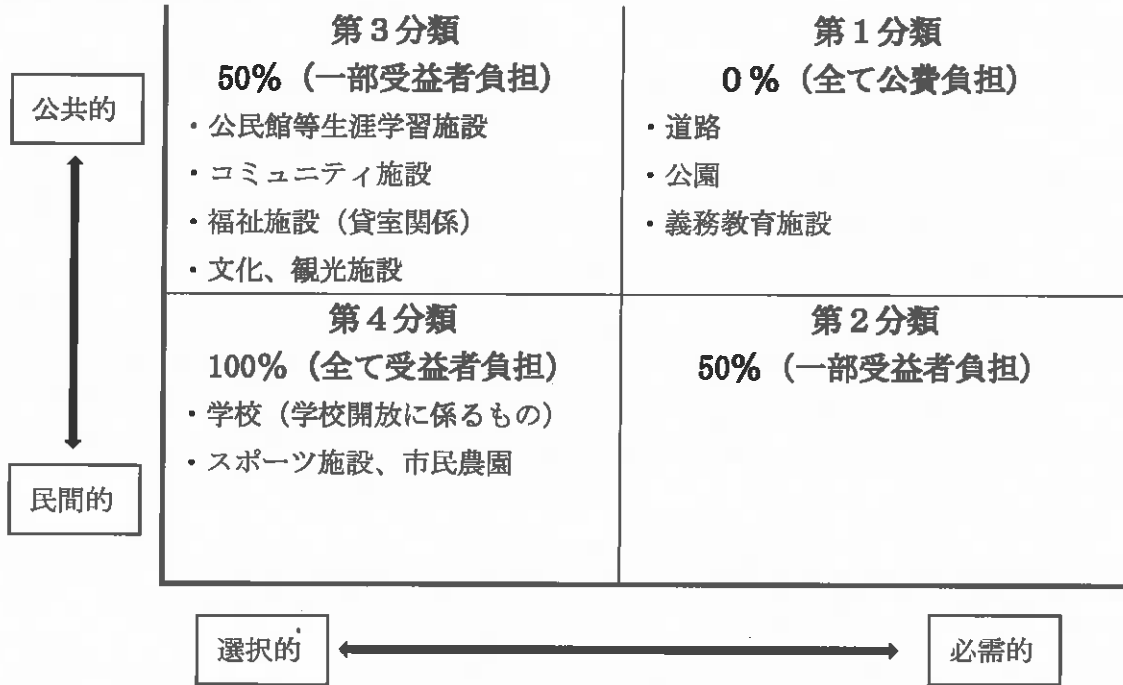 第3分類
50%（一部受益者負担）
・公民館等生涯学習施設
・コミュニティ施設
・福祉施設（貸室関係）
・文化、観光施設
第1分類
0%（全て公費負担）
・道路
・公園
・義務教育施設
公共的
民間的
第4分類
100%（全て受益者負担）
・学校（学校開放に係るもの）
・スポーツ施設、市民農園
第2分類
50%（一部受益者負担）
選択的
必需的